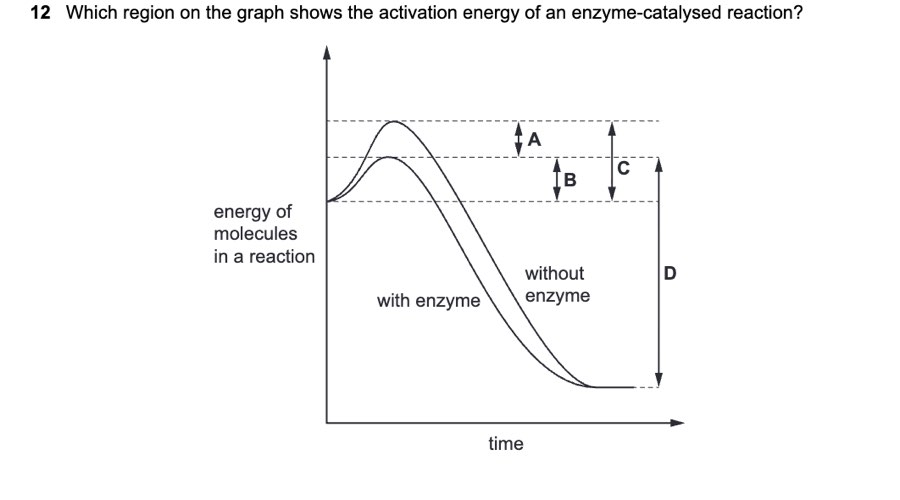 12 Which region on the graph shows the activation energy of an enzyme-catalysed reaction?
A
B
C
energy of
molecules
in a reaction
without
enzyme
D
with enzyme
time